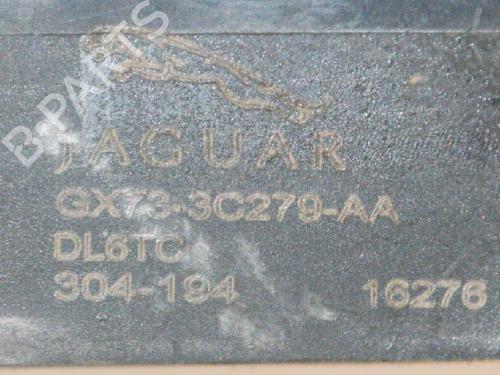 B-PARTS
JAGUAR
GX73-3C279-AA
DL6TC
304-194 16276